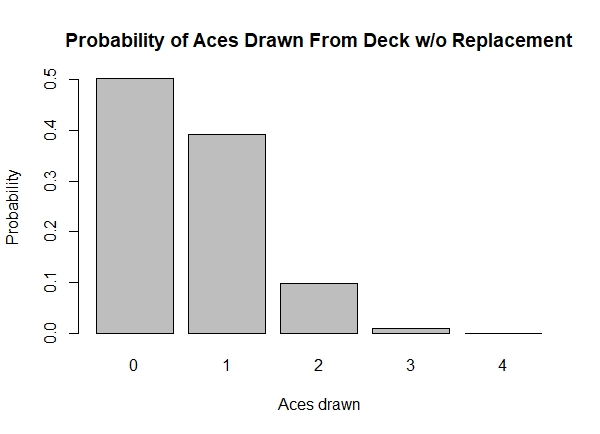 Probability of Aces Drawn From Deck w/o Replacement
0.5
0.4
0.3
0.2
0.1
0.0
Probability
0 1 2 3 4
Aces drawn